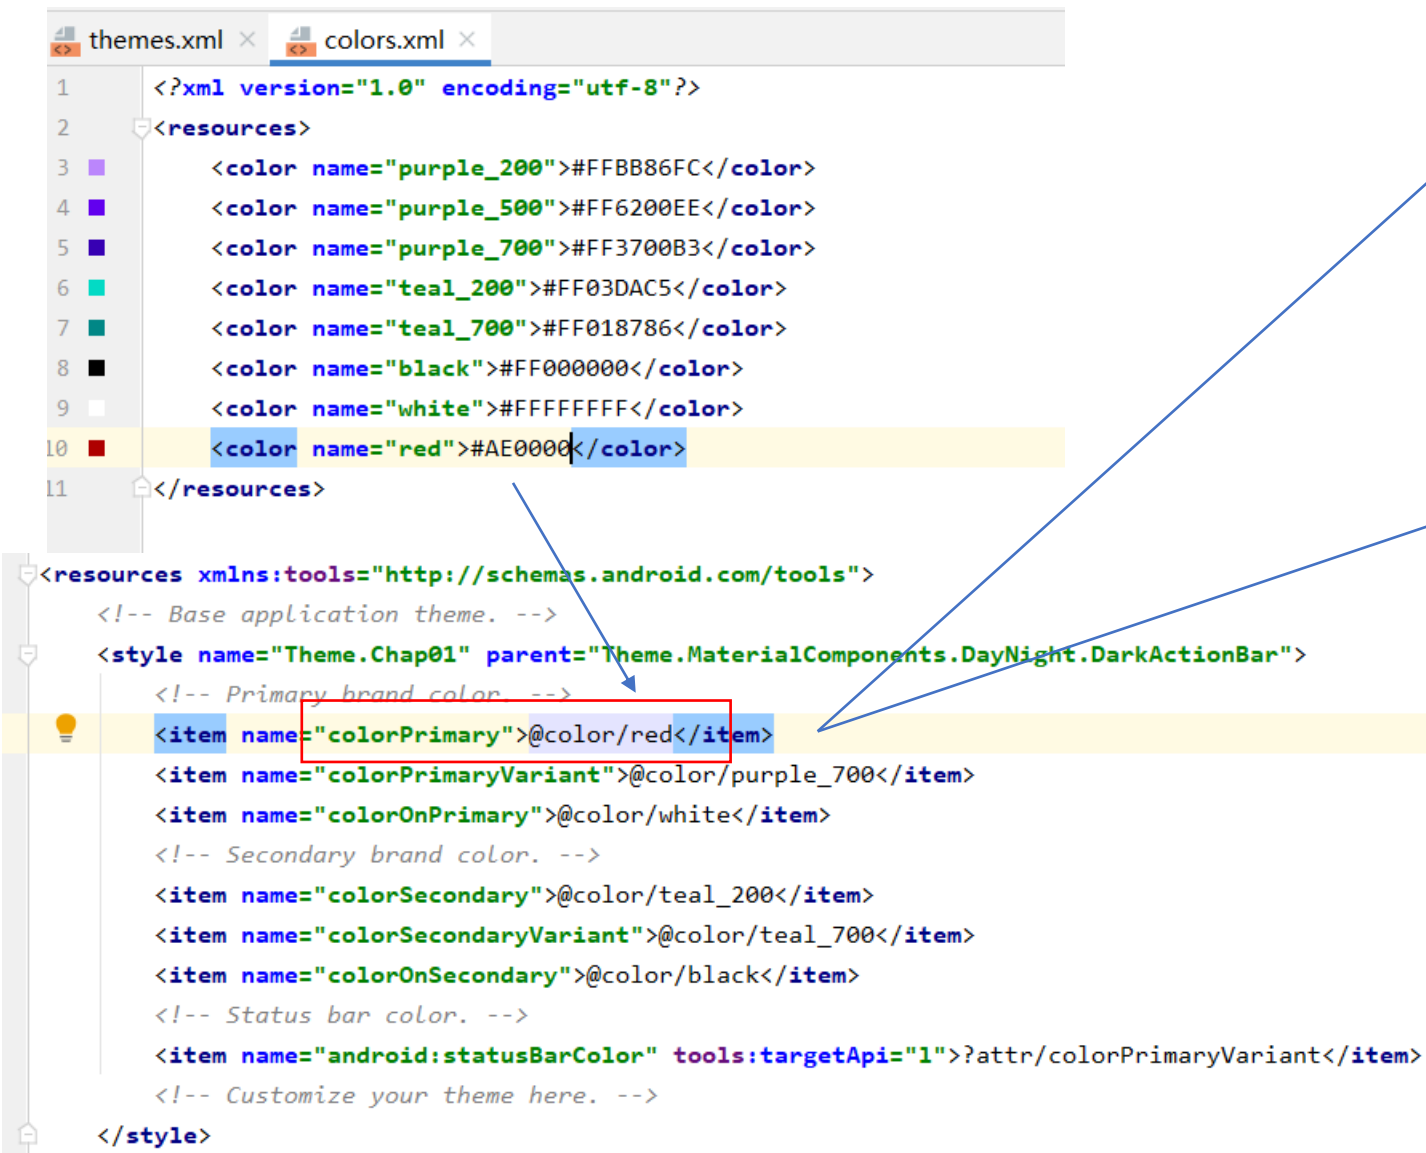 themes.xml × colors.xml ×
1 <?xml version="1.0" encoding="utf-8"?>
2 <resources>
3 <color name="purple_200">#FFBB86FC</color>
4 <color name="purple_500">#FF6200EE</color>
5 <color name="purple_700">#FF3700B3</color>
6 <color name="teal_200">#FF03DAC5</color>
7 <color name="teal_700">#FF018786</color>
8 <color name="black">#FF000000</color>
9 <color name="white">#FFFFFFFF</color>
10 <color name="red">#AE0000</color>
11 </resources>
<resources xmlns:tools="http://schemas.android.com/tools">
<!-- Base application theme. -->
<style name="Theme.Chap01" parent="Theme.MaterialComponents.DayNight.DarkActionBar">
<!-- Primary brand color. -->
<item name="colorPrimary">@color/red</item>
<item name="colorPrimaryVariant">@color/purple_700</item>
<item name="colorOnPrimary">@color/white</item>
<!-- Secondary brand color. -->
<item name="colorSecondary">@color/teal_200</item>
<item name="colorSecondaryVariant">@color/teal_700</item>
<item name="colorOnSecondary">@color/black</item>
<!-- Status bar color. -->
<item name="android:statusBarColor" tools:targetApi="l">?attr/colorPrimaryVariant</item>
<!-- Customize your theme here. -->
</style>